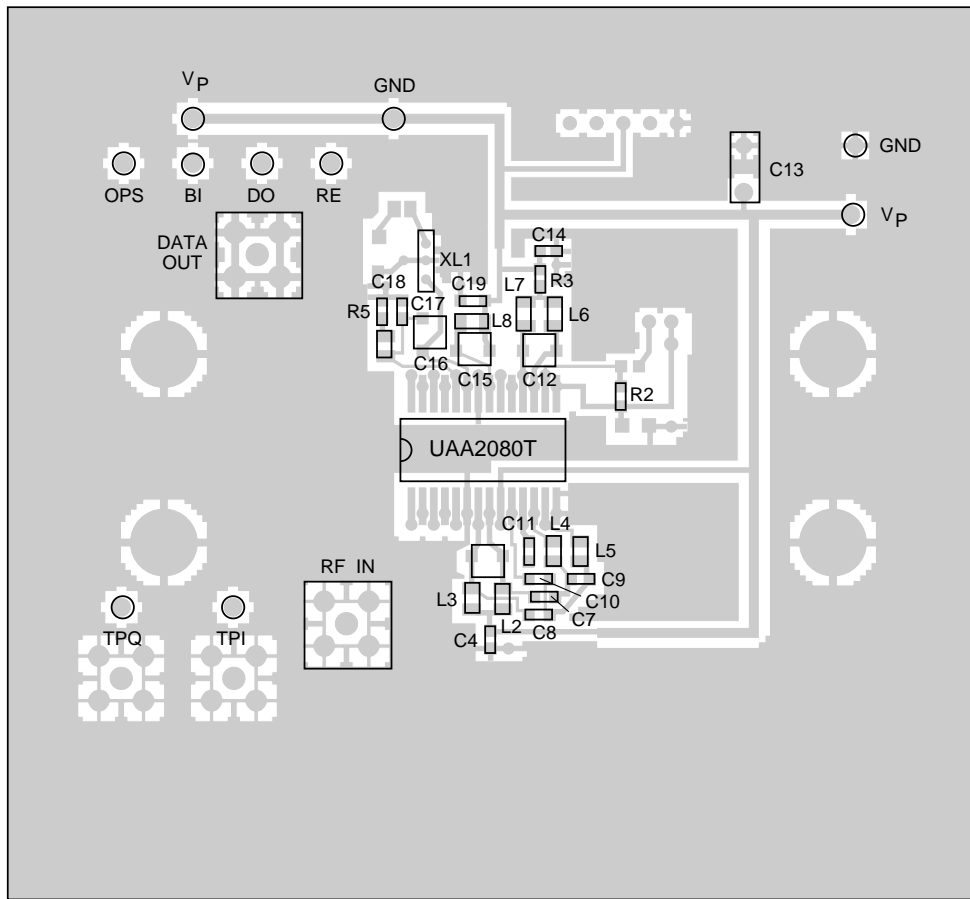 VP
GND
OPS
BI
DO
RE
C13
GND
VP
DATA
OUT
XL1
C14
R3
C18
C19
L7
R5
C17
L8
L6
C16
C15
C12
R2
UAA2080T
C11
L4
L5
RF IN
C9
C10
L3
C7
L2
C8
C4
TPQ
TPI